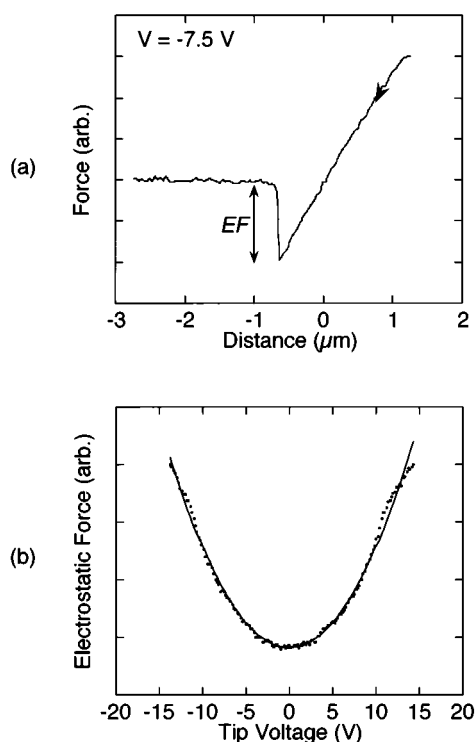 V = -7.5 V
(a)
Force (arb.)
EF
-3 -2 -1 0 1 2
Distance (µm)
(b)
Electrostatic Force (arb.)
-20 -15 -10 -5 0 5 10 15 20
Tip Voltage (V)